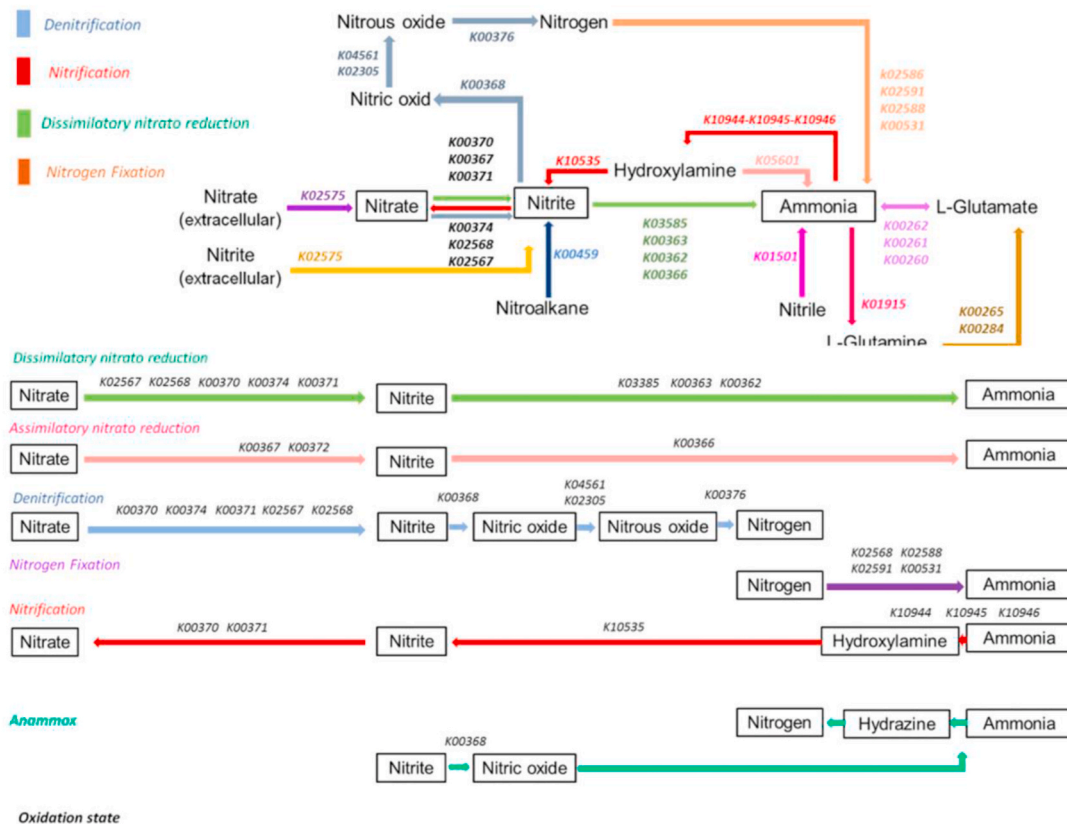 Denitrification
Nitrification
Dissimilatory nitrato reduction
Nitrogen Fixation
Nitrous oxide
K00376
Nitrogen
K04561
K02305
Nitric oxid
K00368
k02586
K02591
K02588
K00531
K10944-K10945-K10946
K00370
K00367
K00371
K10535
Hydroxylamine
K05601
Nitrate
(extracellular)
K02575
Nitrate
Nitrite
Ammonia
L-Glutamate
K00374
K02568
K02567
K03585
K00363
K00362
K00366
K00262
K00261
K00260
Nitrite
(extracellular)
K02575
K00459
K01501
Nitroalkane
Nitrile
K01915
K00265
K00284
L-Glutamine
Dissimilatory nitrato reduction
K02567 K02568 K00370 K00374 K00371
K03385 K00363 K00362
Nitrate
Nitrite
Ammonia
Assimilatory nitrato reduction
K00367 K00372
K00366
Nitrate
Nitrite
Ammonia
Denitrification
K00370 K00374 K00371 K02567 K02568
K00368
K04561
K02305
K00376
Nitrate
Nitrite
Nitric oxide
Nitrous oxide
Nitrogen
Nitrogen Fixation
K02568 K02588
K02591 K00531
Nitrogen
Ammonia
Nitrification
K00370 K00371
K10535
K10944 K10945 K10946
Nitrate
Nitrite
Hydroxylamine
Ammonia
Anammox
Nitrogen
Hydrazine
Ammonia
K00368
Nitrite
Nitric oxide
Oxidation state